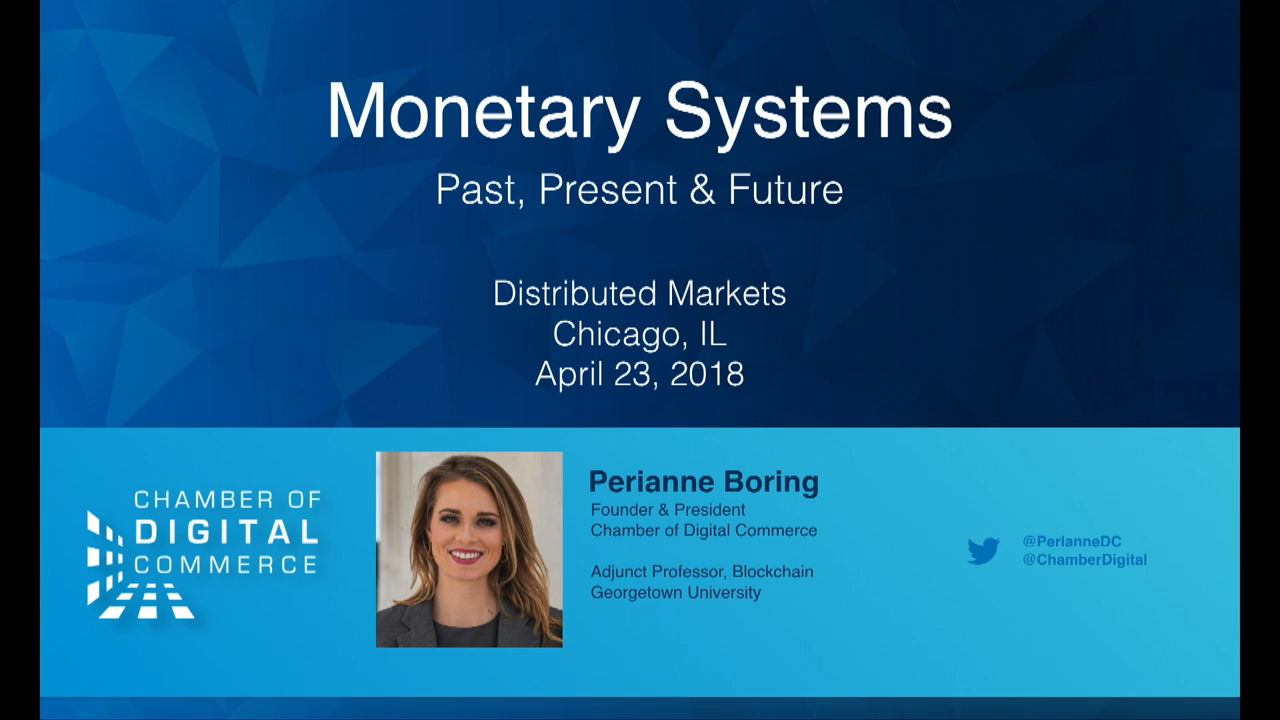 Monetary Systems
Past, Present & Future
Distributed Markets
Chicago, IL
April 23, 2018
CHAMBER OF
DIGITAL
COMMERCE
Perianne Boring
Founder & President
Chamber of Digital Commerce
Adjunct Professor, Blockchain
Georgetown University
@PerianneDC
@ChamberDigital